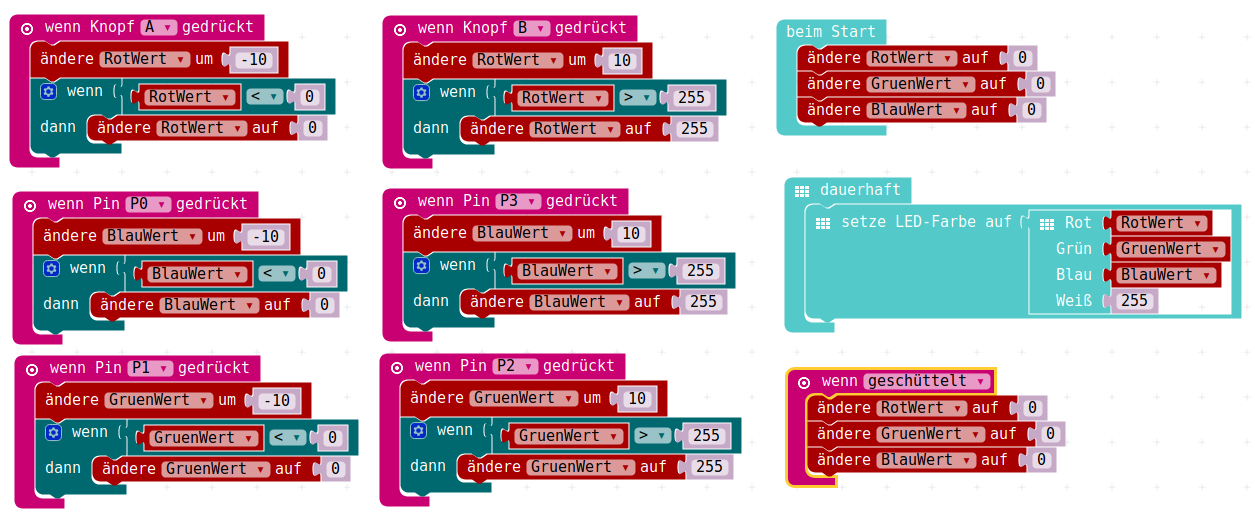 wenn Knopf A gedrückt
ändere RotWert um -10
wenn RotWert < 0
dann ändere RotWert auf 0
wenn Knopf B gedrückt
ändere RotWert um 10
wenn RotWert > 255
dann ändere RotWert auf 255
beim Start
ändere RotWert auf 0
ändere GruenWert auf 0
ändere BlauWert auf 0
wenn Pin P0 gedrückt
ändere BlauWert um -10
wenn BlauWert < 0
dann ändere BlauWert auf 0
wenn Pin P3 gedrückt
ändere BlauWert um 10
wenn BlauWert > 255
dann ändere BlauWert auf 255
dauerhaft
setze LED-Farbe auf Rot RotWert
Grün GruenWert
Blau BlauWert
Weiß 255
wenn Pin P1 gedrückt
ändere GruenWert um -10
wenn GruenWert < 0
dann ändere GruenWert auf 0
wenn Pin P2 gedrückt
ändere GruenWert um 10
wenn GruenWert > 255
dann ändere GruenWert auf 255
wenn geschüttelt
ändere RotWert auf 0
ändere GruenWert auf 0
ändere BlauWert auf 0